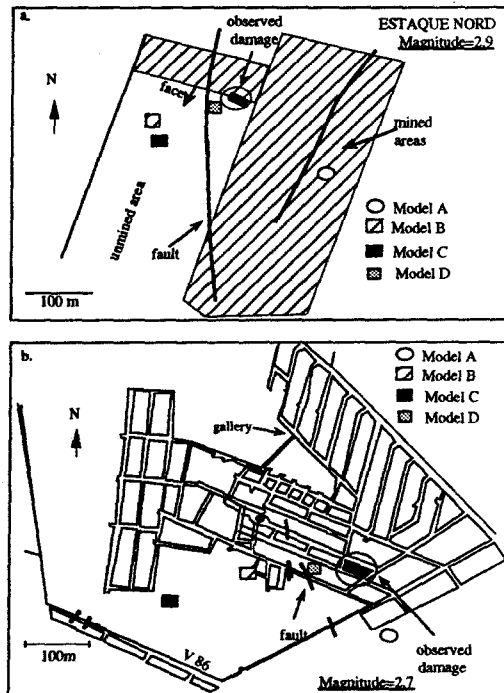 a.
observed
damage
ESTAQUE NORD
Magnitude=2.9
N
face
mined
areas
unmined area
fault
Model A
Model B
Model C
Model D
100 m
b.
Model A
Model B
Model C
Model D
N
gallery
fault
observed
damage
100m
V 86
Magnitude=2.7